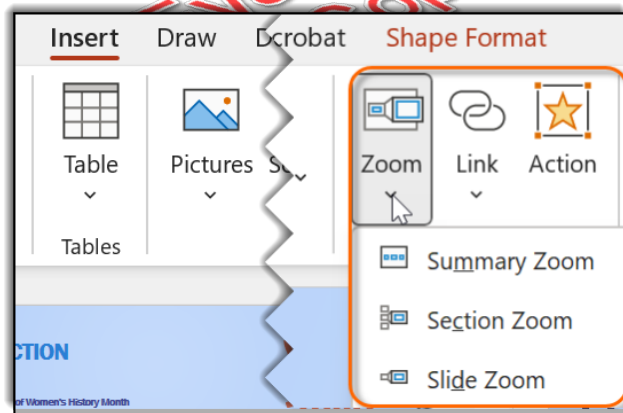 Insert Draw Dcrobat Shape Format
Table Pictures Zoom Link Action
Tables
Summary Zoom
Section Zoom
CTION
Slide Zoom
of Women's History Month